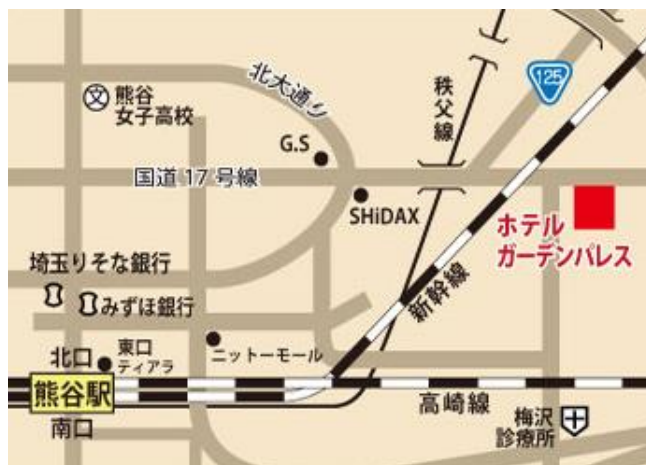 125
北大通り
秩父線
文
熊谷
女子高校
G.S
国道17号線
SHiDAX
ホテル
ガーデンパレス
埼玉りそな銀行
みずほ銀行
新幹線
北口
東口
ティアラ
ニットーモール
熊谷駅
高崎線
南口
梅沢
診療所